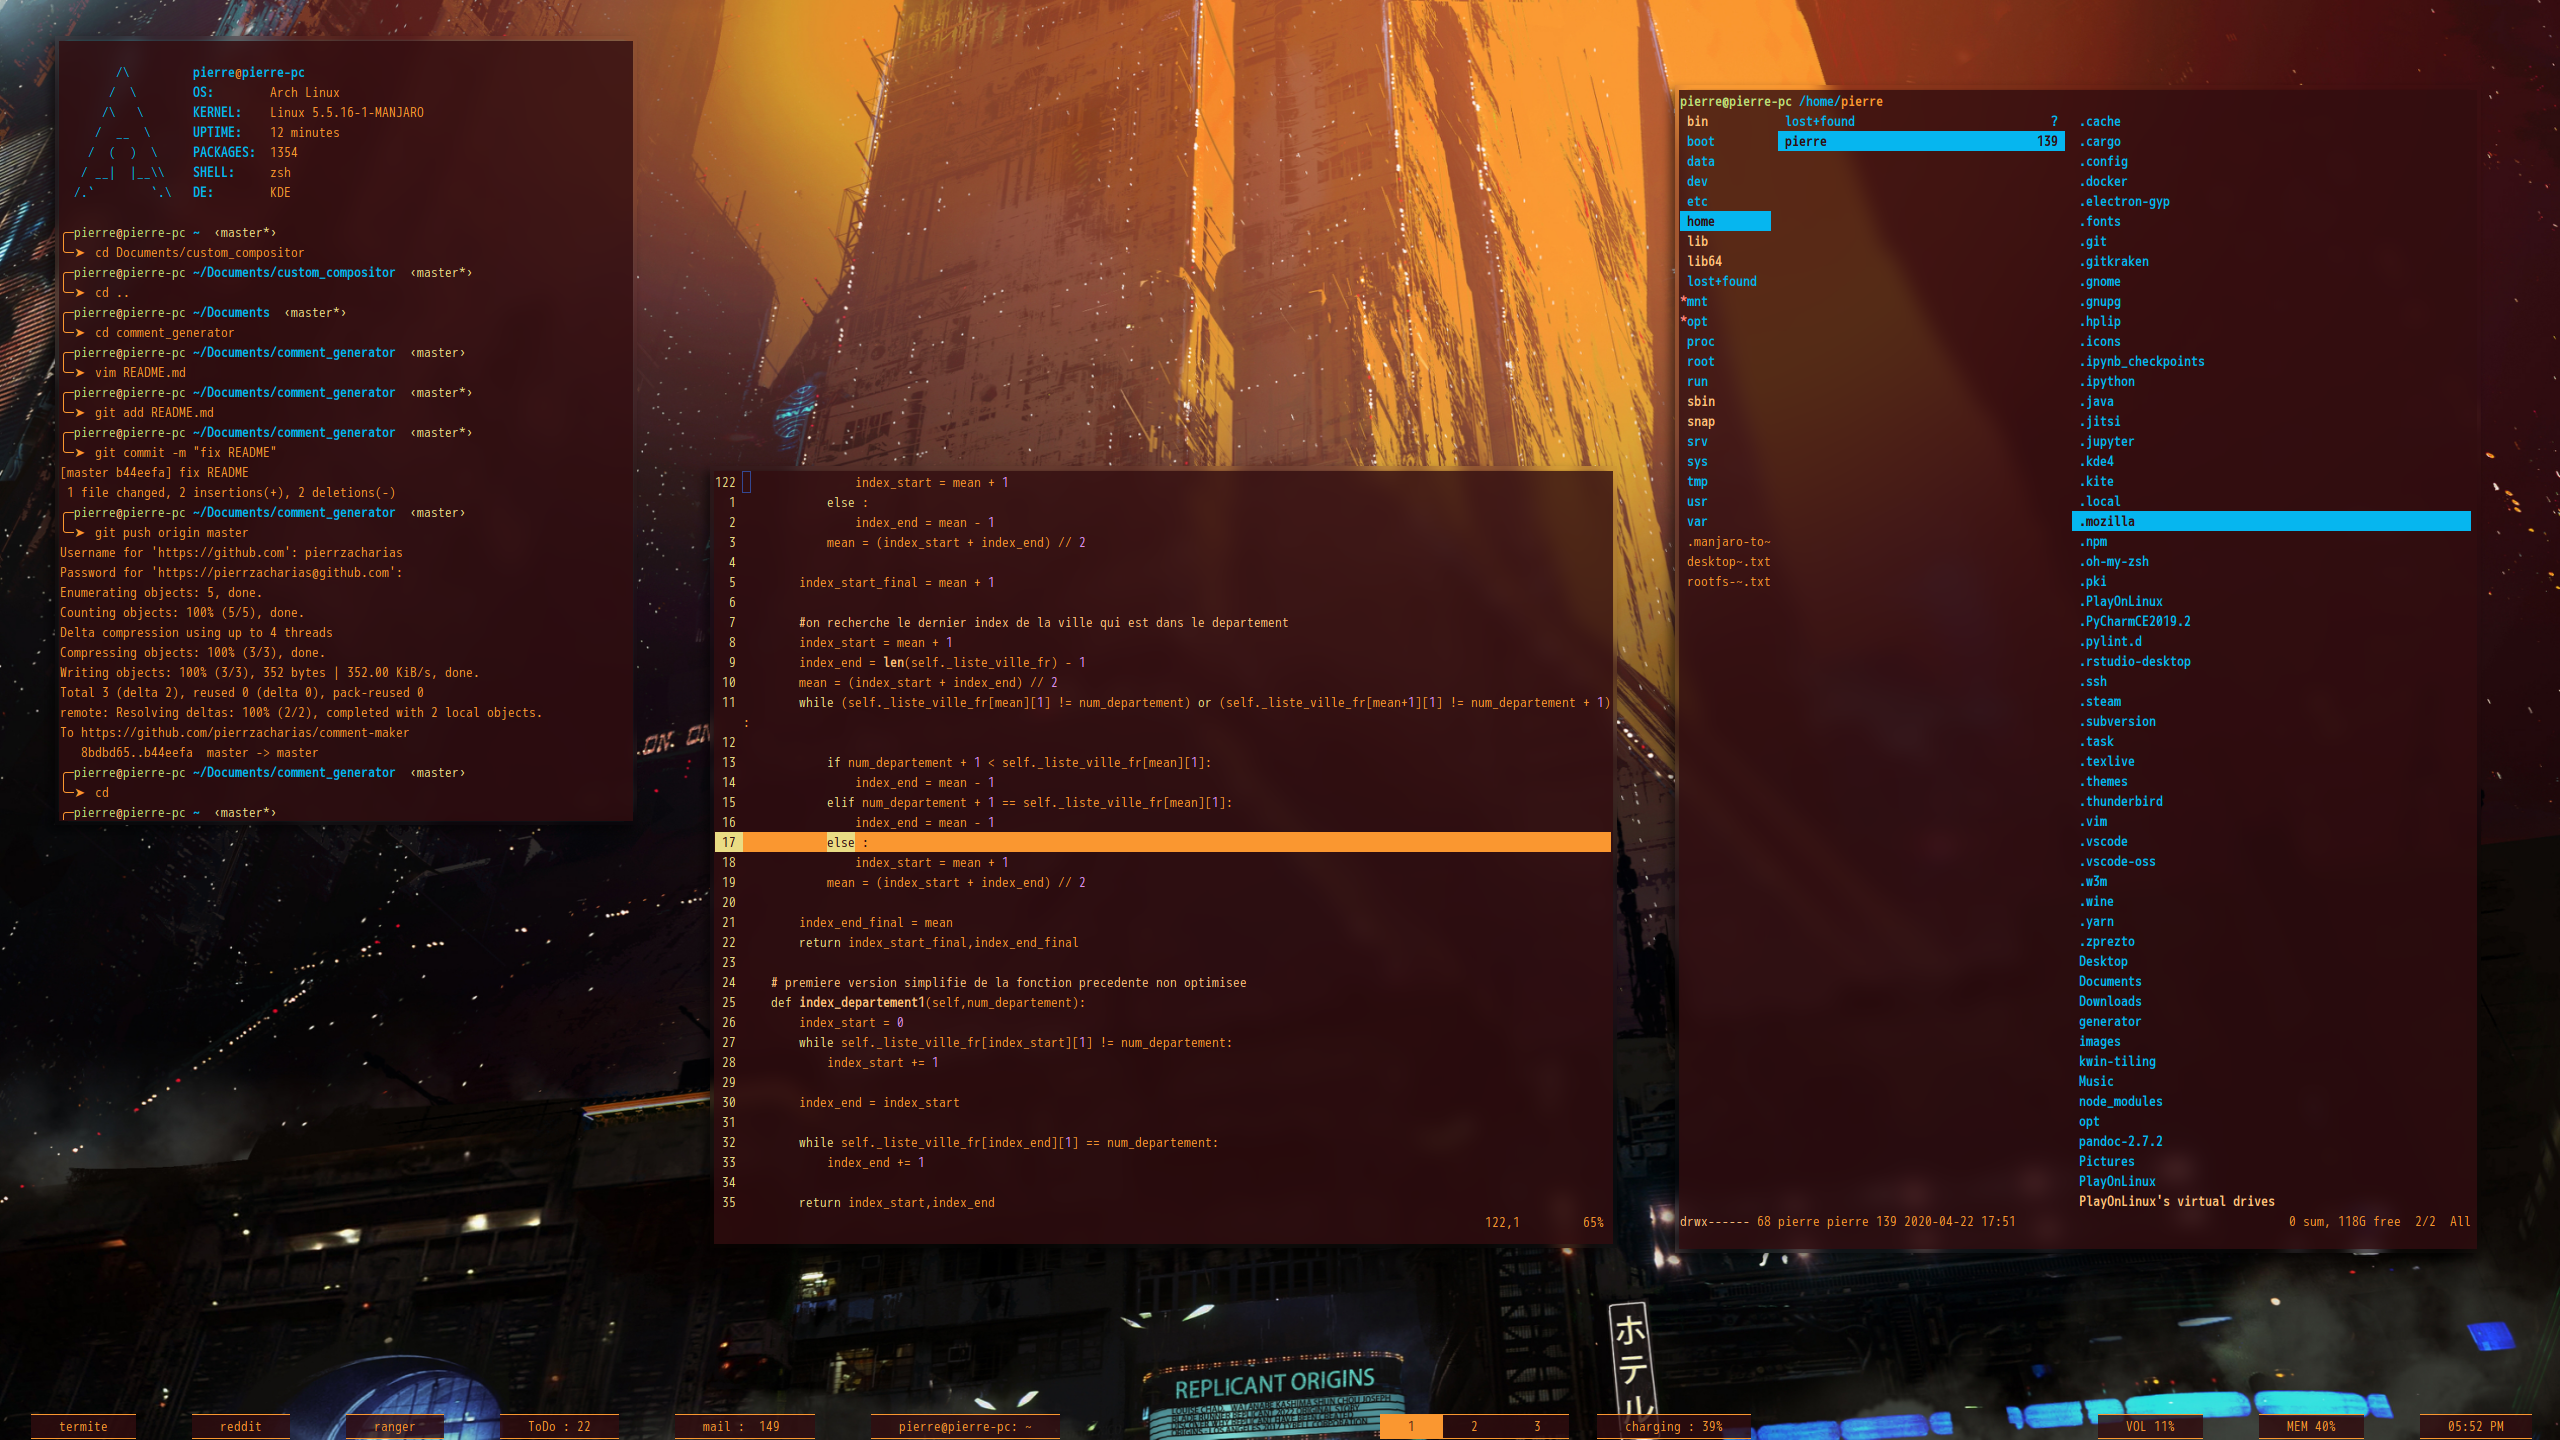 pierre@pierre-pc
OS: Arch Linux
KERNEL: Linux 5.5.16-1-MANJARO
UPTIME: 12 minutes
PACKAGES: 1354
SHELL: zsh
DE: KDE
╭─pierre@pierre-pc ~ ‹master*›
╰─➤ cd Documents/custom_compositor
╭─pierre@pierre-pc ~/Documents/custom_compositor ‹master*›
╰─➤ cd ..
╭─pierre@pierre-pc ~/Documents ‹master*›
╰─➤ cd comment_generator
╭─pierre@pierre-pc ~/Documents/comment_generator ‹master›
╰─➤ vim README.md
╭─pierre@pierre-pc ~/Documents/comment_generator ‹master*›
╰─➤ git add README.md
╭─pierre@pierre-pc ~/Documents/comment_generator ‹master*›
╰─➤ git commit -m "fix README"
[master b44eefa] fix README
1 file changed, 2 insertions(+), 2 deletions(-)
╭─pierre@pierre-pc ~/Documents/comment_generator ‹master›
╰─➤ git push origin master
Username for 'https://github.com': pierrzacharias
Password for 'https://pierrzacharias@github.com':
Enumerating objects: 5, done.
Counting objects: 100% (5/5), done.
Delta compression using up to 4 threads
Compressing objects: 100% (3/3), done.
Writing objects: 100% (3/3), 352 bytes | 352.00 KiB/s, done.
Total 3 (delta 2), reused 0 (delta 0), pack-reused 0
remote: Resolving deltas: 100% (2/2), completed with 2 local objects.
To https://github.com/pierrzacharias/comment-maker
8bdbd65..b44eefa master -> master
╭─pierre@pierre-pc ~/Documents/comment_generator ‹master›
╰─➤ cd
╭─pierre@pierre-pc ~ ‹master*›
122 index_start = mean + 1
1 else :
2 index_end = mean - 1
3 mean = (index_start + index_end) // 2
4
5 index_start_final = mean + 1
6
7 #on recherche le dernier index de la ville qui est dans le departement
8 index_start = mean + 1
9 index_end = len(self._liste_ville_fr) - 1
10 mean = (index_start + index_end) // 2
11 while (self._liste_ville_fr[mean][1] != num_departement) or (self._liste_ville_fr[mean+1][1] != num_departement + 1)
:
12
13 if num_departement + 1 < self._liste_ville_fr[mean][1]:
14 index_end = mean - 1
15 elif num_departement + 1 == self._liste_ville_fr[mean][1]:
16 index_end = mean - 1
17 else :
18 index_start = mean + 1
19 mean = (index_start + index_end) // 2
20
21 index_end_final = mean
22 return index_start_final,index_end_final
23
24 # premiere version simplifie de la fonction precedente non optimisee
25 def index_departement1(self,num_departement):
26 index_start = 0
27 while self._liste_ville_fr[index_start][1] != num_departement:
28 index_start += 1
29
30 index_end = index_start
31
32 while self._liste_ville_fr[index_end][1] == num_departement:
33 index_end += 1
34
35 return index_start,index_end
122,1 65%
pierre@pierre-pc /home/pierre
bin
boot
data
dev
etc
home
lib
lib64
lost+found
*mnt
*opt
proc
root
run
sbin
snap
srv
sys
tmp
usr
var
.manjaro-to~
desktop~.txt
rootfs-~.txt
lost+found ?
pierre 139
.cache
.cargo
.config
.docker
.electron-gyp
.fonts
.git
.gitkraken
.gnome
.gnupg
.hplip
.icons
.ipynb_checkpoints
.ipython
.java
.jitsi
.jupyter
.kde4
.kite
.local
.mozilla
.npm
.oh-my-zsh
.pki
.PlayOnLinux
.PyCharmCE2019.2
.pylint.d
.rstudio-desktop
.ssh
.steam
.subversion
.task
.texlive
.themes
.thunderbird
.vim
.vscode
.vscode-oss
.w3m
.wine
.yarn
.zprezto
Desktop
Documents
Downloads
generator
images
kwin-tiling
Music
node_modules
opt
pandoc-2.7.2
Pictures
PlayOnLinux
PlayOnLinux's virtual drives
drwx------ 68 pierre pierre 139 2020-04-22 17:51 0 sum, 118G free 2/2 All
ホテル
REPLICANT ORIGINS
termite reddit ranger ToDo : 22 mail : 149 pierre@pierre-pc: ~ 1 2 3 charging : 39% VOL 11% MEM 40% 05:52 PM